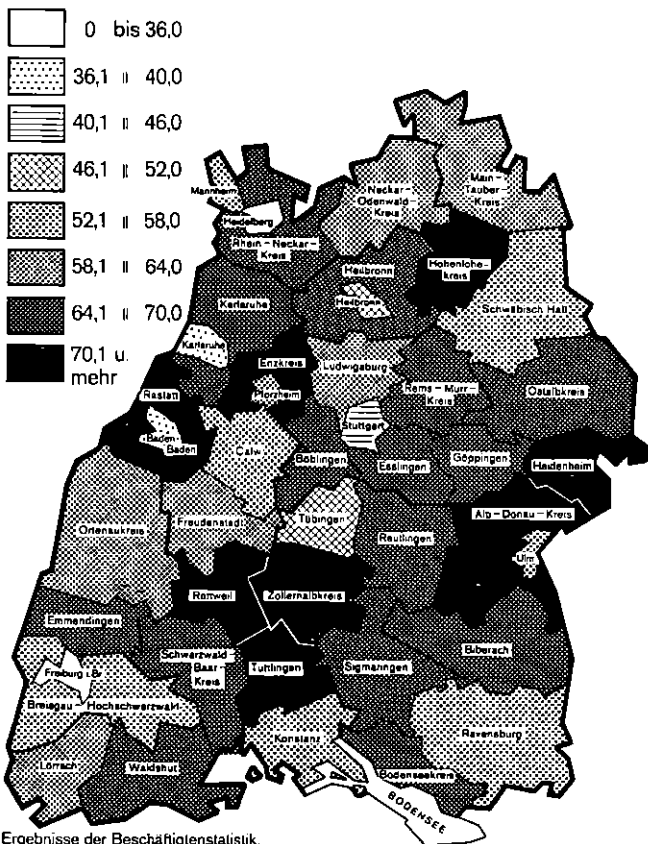 0 bis 36,0
36,1 " 40,0
40,1 " 46,0
46,1 " 52,0
52,1 " 58,0
58,1 " 64,0
64,1 " 70,0
70,1 u.
mehr
Mannheim
Heidelberg
Rhein-Neckar-
Kreis
Neckar-
Odenwald-
Kreis
Main-
Tauber-
Kreis
Hohenlohe-
kreis
Heilbronn
Heilbronn
Schwäbisch Hall
Karlsruhe
Karlsruhe
Enzkreis
Pforzheim
Ludwigsburg
Rems-Murr-
Kreis
Ostalbkreis
Rastatt
Baden-
Baden
Calw
Stuttgart
Böblingen
Esslingen
Göppingen
Heidenheim
Ortenaukreis
Freudenstadt
Tübingen
Reutlingen
Alb-Donau-Kreis
Ulm
Rottweil
Zollernalbkreis
Emmendingen
Schwarzwald-
Baar-
Kreis
Tuttlingen
Sigmaringen
Biberach
Freiburg i.Br.
Breisgau-Hochschwarzwald
Lörrach
Waldshut
Konstanz
Bodenseekreis
Ravensburg
BODENSEE
Ergebnisse der Beschäftigtenstatistik.